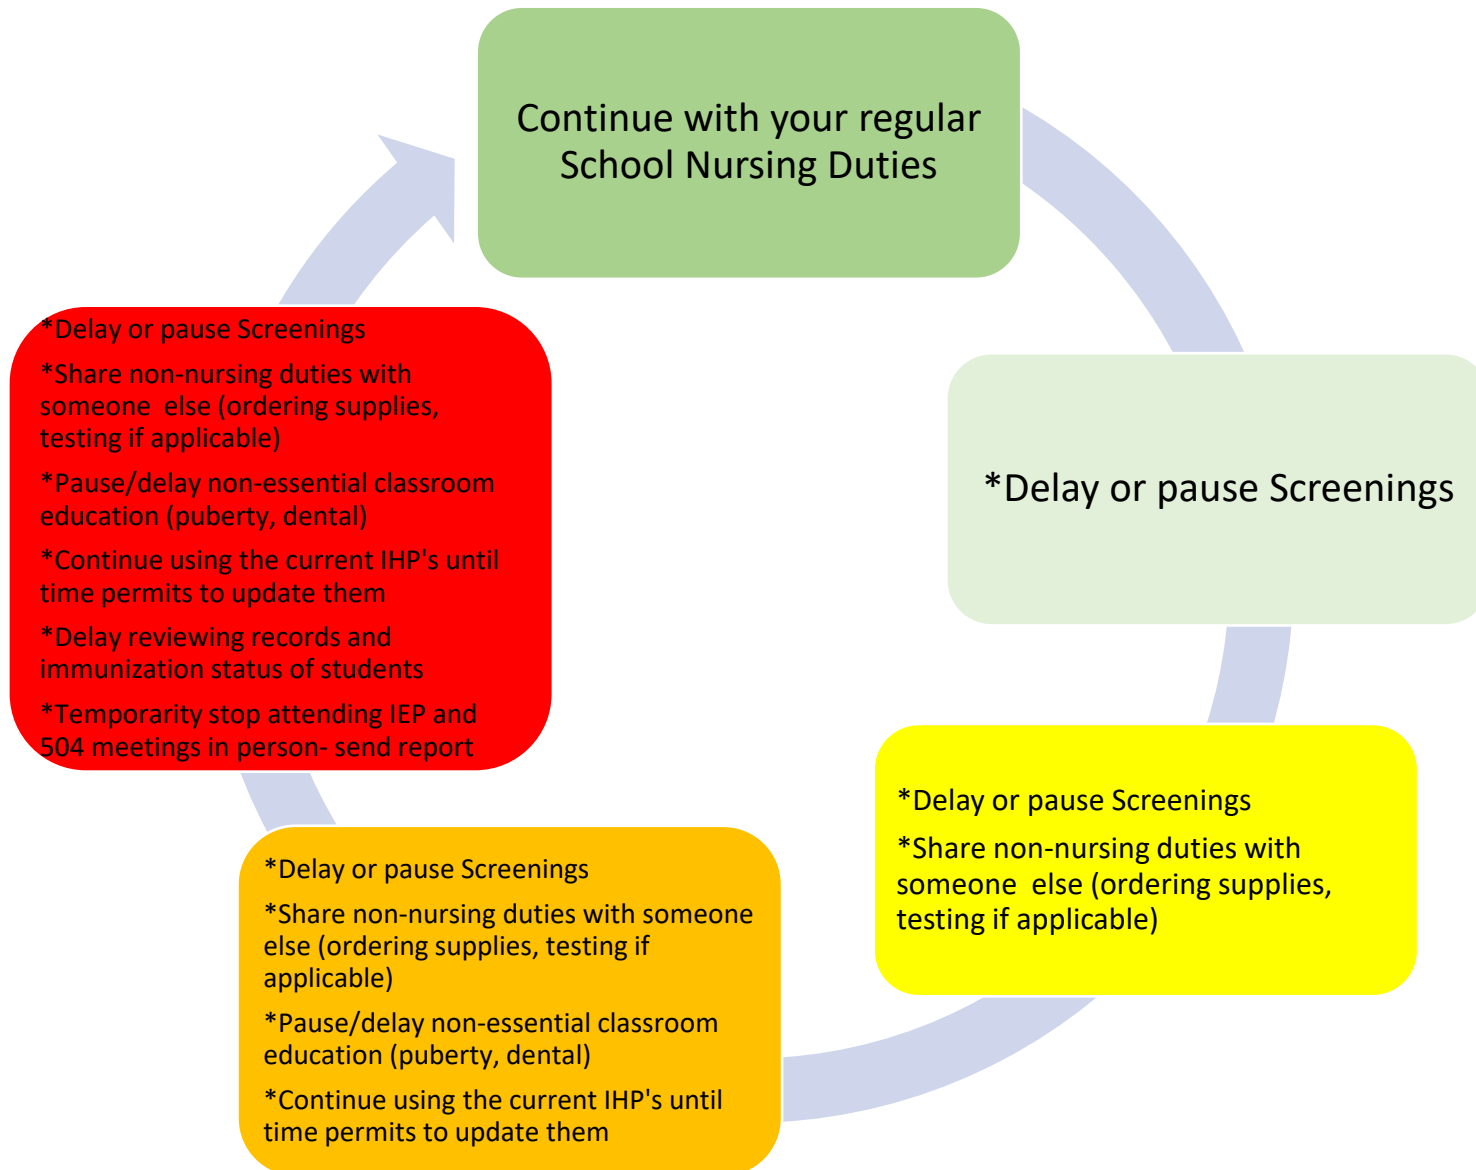 Continue with your regular
School Nursing Duties
*Delay or pause Screenings
*Delay or pause Screenings
*Share non-nursing duties with
someone  else (ordering supplies,
testing if applicable)
*Delay or pause Screenings
*Share non-nursing duties with someone
else (ordering supplies, testing if
applicable)
*Pause/delay non-essential classroom
education (puberty, dental)
*Continue using the current IHP's until
time permits to update them
*Delay or pause Screenings
*Share non-nursing duties with
someone  else (ordering supplies,
testing if applicable)
*Pause/delay non-essential classroom
education (puberty, dental)
*Continue using the current IHP's until
time permits to update them
*Delay reviewing records and
immunization status of students
*Temporarity stop attending IEP and
504 meetings in person- send report